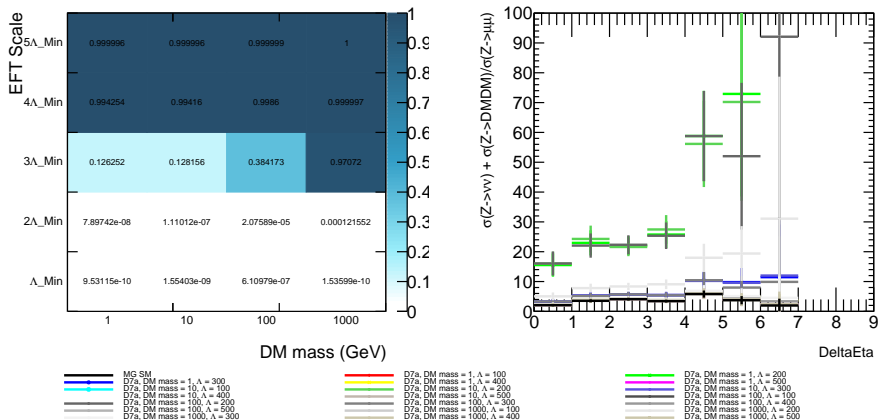 EFT Scale
5Λ_Min 0.999996 0.999996 0.999999 1
4Λ_Min 0.994254 0.99416 0.9986 0.999997
3Λ_Min 0.126252 0.128156 0.384173 0.97072
2Λ_Min 7.89742e-08 1.11012e-07 2.07589e-05 0.000121552
Λ_Min 9.53115e-10 1.55403e-09 6.10979e-07 1.53599e-10
1 10 100 1000
DM mass (GeV)
1
0.9
0.8
0.7
0.6
0.5
0.4
0.3
0.2
0.1
0
σ(Z->νν) + σ(Z->DMDM)/σ(Z->μμ)
100
90
80
70
60
50
40
30
20
10
0
0 1 2 3 4 5 6 7 8 9
DeltaEta
MG SM D7a, DM mass = 1, Λ = 100 D7a, DM mass = 1, Λ = 200
D7a, DM mass = 1, Λ = 300 D7a, DM mass = 1, Λ = 400 D7a, DM mass = 1, Λ = 500
D7a, DM mass = 10, Λ = 100 D7a, DM mass = 10, Λ = 200 D7a, DM mass = 10, Λ = 300
D7a, DM mass = 10, Λ = 400 D7a, DM mass = 10, Λ = 500 D7a, DM mass = 100, Λ = 100
D7a, DM mass = 100, Λ = 200 D7a, DM mass = 100, Λ = 300 D7a, DM mass = 100, Λ = 400
D7a, DM mass = 100, Λ = 500 D7a, DM mass = 1000, Λ = 100 D7a, DM mass = 1000, Λ = 200
D7a, DM mass = 1000, Λ = 300 D7a, DM mass = 1000, Λ = 400 D7a, DM mass = 1000, Λ = 500